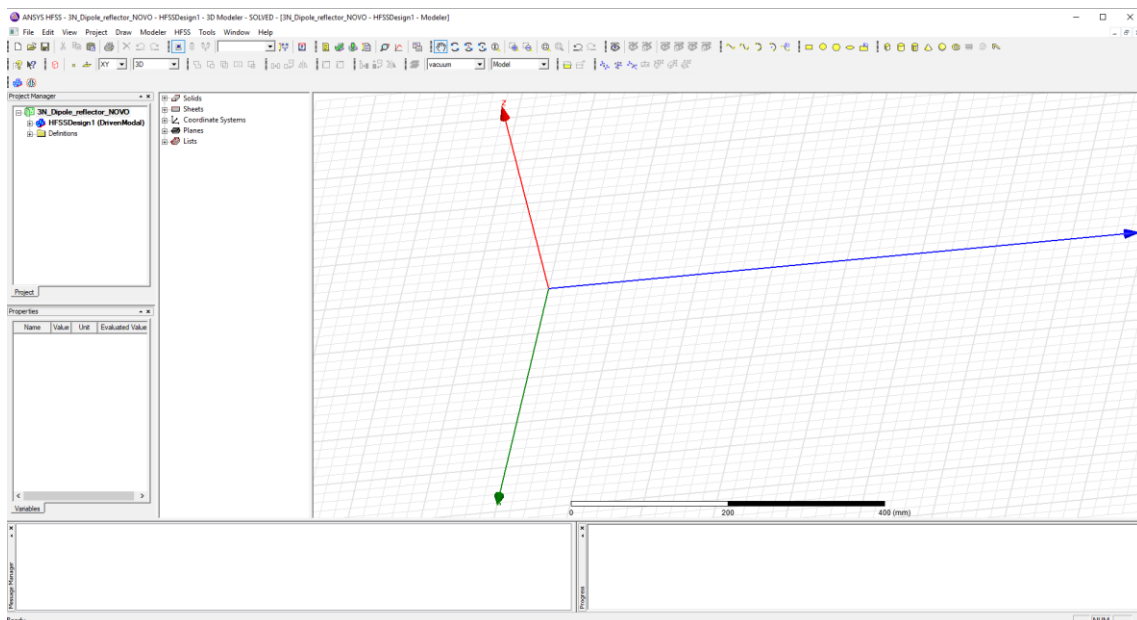 ANSYS HFSS - 3N_Dipole_reflector_NOVO - HFSSDesign1 - 3D Modeler - SOLVED - [3N_Dipole_reflector_NOVO - HFSSDesign1 - Modeler]
File Edit View Project Draw Modeler HFSS Tools Window Help
XY 3D vacuum Model
Project Manager
3N_Dipole_reflector_NOVO
HFSSDesign1 (DrivenModal)
Definitions
Project
Properties
Name Value Unit Evaluated Value
Variables
Solids
Sheets
Coordinate Systems
Planes
Lists
Z
0 200 400 (mm)
Message Manager
Progress
Ready
NUM